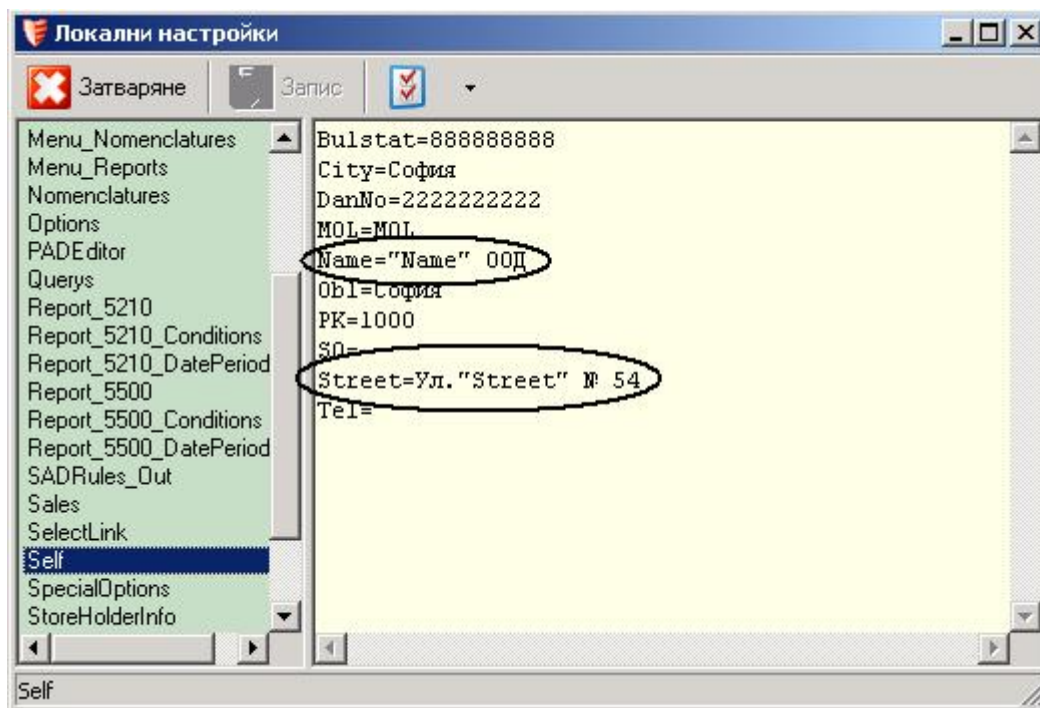 Локални настройки
Затваряне Запис
Menu_Nomenclatures
Menu_Reports
Nomenclatures
Options
PADEditor
Querys
Report_5210
Report_5210_Conditions
Report_5210_DatePeriod
Report_5500
Report_5500_Conditions
Report_5500_DatePeriod
SADRules_Out
Sales
SelectLink
Self
SpecialOptions
StoreHolderInfo
Bulstat=888888888
City=София
DanNo=2222222222
MOL=MOL
Name="Name" ООД
Obl=София
PK=1000
SO=
Street=Ул."Street" № 54
Tel=
Self